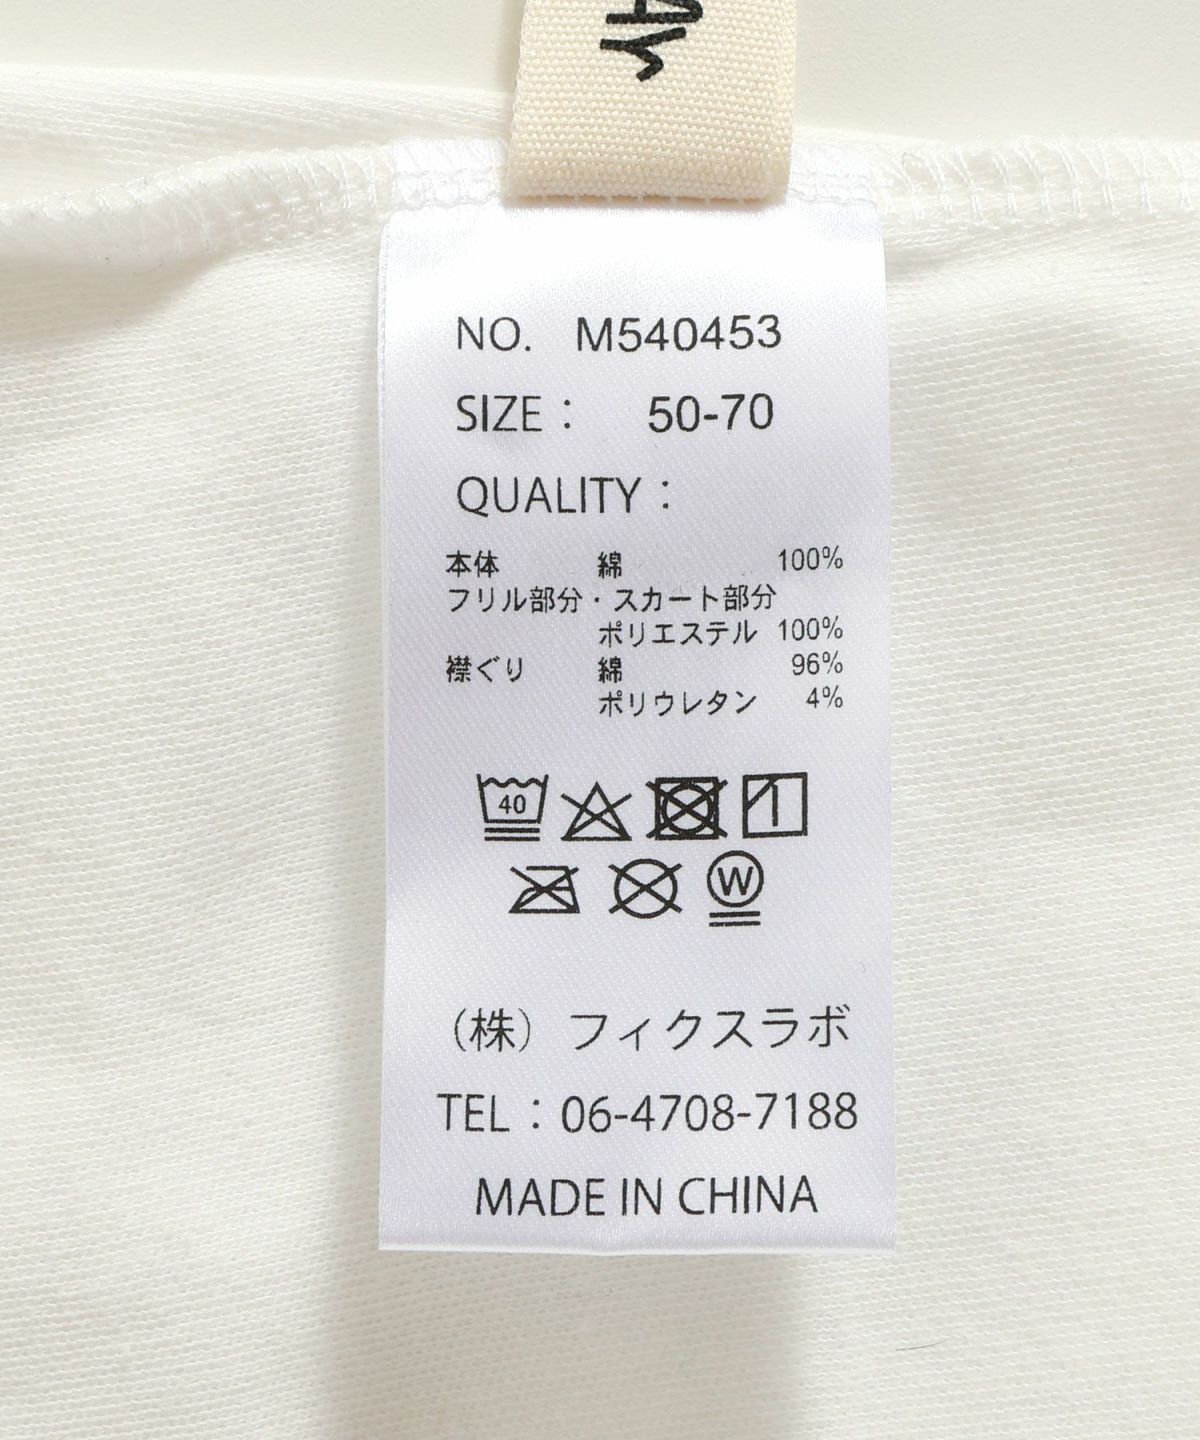 NO. M540453
SIZE： 50-70
QUALITY：
本体 綿 100%
フリル部分・スカート部分
ポリエステル 100%
襟ぐり 綿 96%
ポリウレタン 4%
40
W
（株）フィクスラボ
TEL：06-4708-7188
MADE IN CHINA